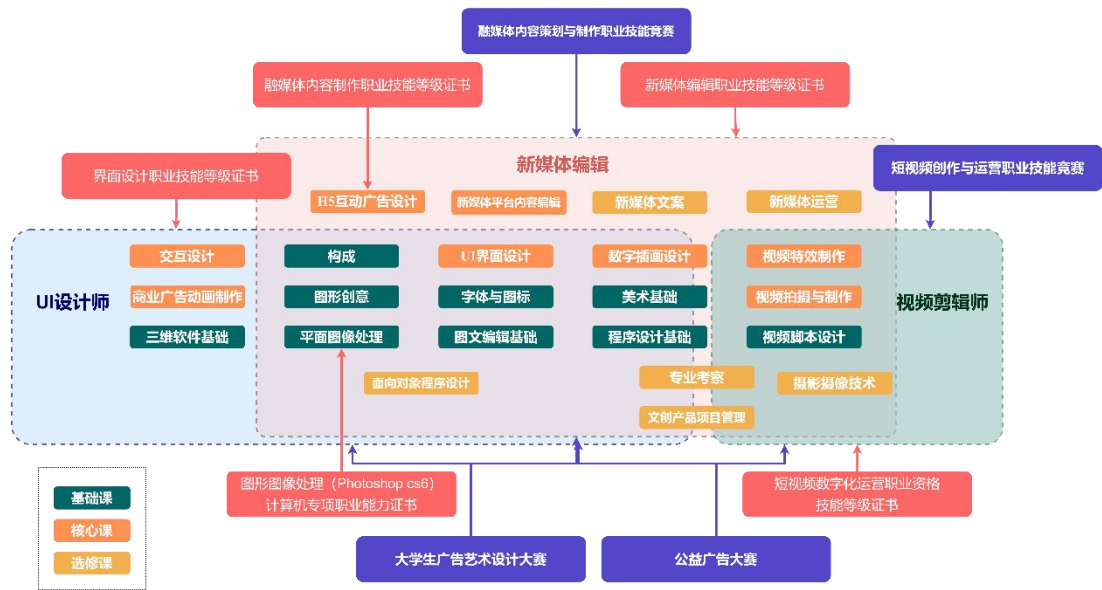 融媒体内容策划与制作职业技能竞赛
融媒体内容制作职业技能等级证书
新媒体编辑职业技能等级证书
新媒体编辑
界面设计职业技能等级证书
短视频创作与运营职业技能竞赛
H5互动广告设计
新媒体平台内容编辑
新媒体文案
新媒体运营
交互设计
构成
UI界面设计
数字插画设计
视频特效制作
UI设计师
商业广告动画制作
图形创意
字体与图标
美术基础
视频拍摄与制作
视频剪辑师
三维软件基础
平面图像处理
图文编辑基础
程序设计基础
视频脚本设计
面向对象程序设计
专业考察
摄影摄像技术
文创产品项目管理
图形图像处理（Photoshop cs6）
计算机专项职业能力证书
短视频数字化运营职业资格
技能等级证书
基础课
核心课
选修课
大学生广告艺术设计大赛
公益广告大赛